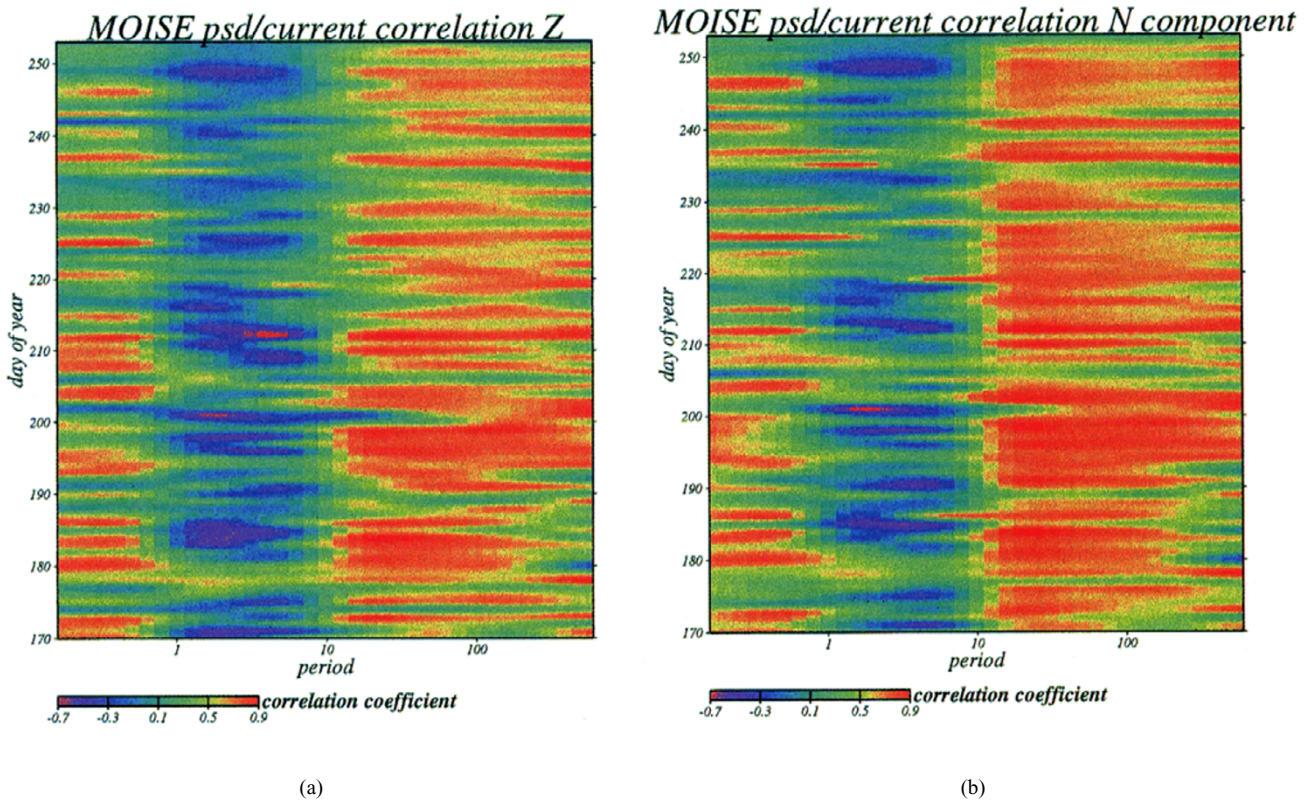 MOISE psd/current correlation Z
250
240
230
220
210
200
190
180
170
day of year
1 10 100
period
correlation coefficient
-0.7 -0.3 0.1 0.5 0.9
(a)
MOISE psd/current correlation N component
250
240
230
220
210
200
190
180
170
day of year
1 10 100
period
correlation coefficient
-0.7 -0.3 0.1 0.5 0.9
(b)